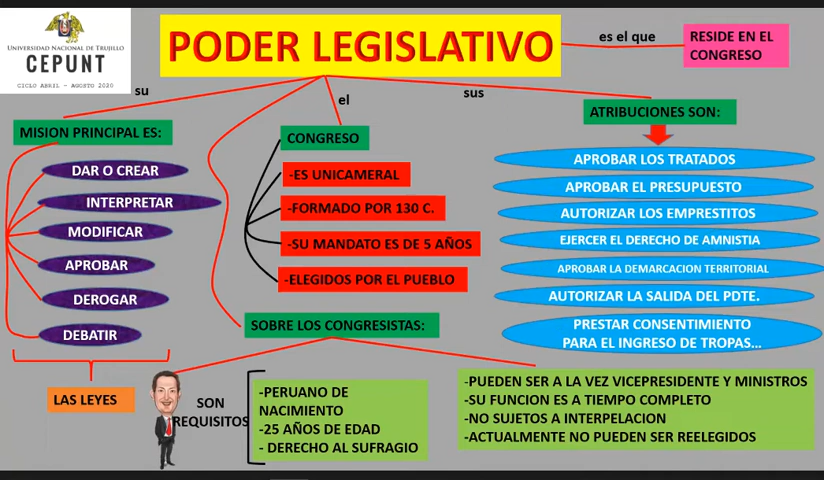 UNIVERSIDAD NACIONAL DE TRUJILLO
CEPUNT
CICLO ABRIL - AGOSTO 2020
PODER LEGISLATIVO
es el que
RESIDE EN EL
CONGRESO
su
el
sus
MISION PRINCIPAL ES:
DAR O CREAR
INTERPRETAR
MODIFICAR
APROBAR
DEROGAR
DEBATIR
LAS LEYES
CONGRESO
-ES UNICAMERAL
-FORMADO POR 130 C.
-SU MANDATO ES DE 5 AÑOS
-ELEGIDOS POR EL PUEBLO
ATRIBUCIONES SON:
APROBAR LOS TRATADOS
APROBAR EL PRESUPUESTO
AUTORIZAR LOS EMPRESTITOS
EJERCER EL DERECHO DE AMNISTIA
APROBAR LA DEMARCACION TERRITORIAL
AUTORIZAR LA SALIDA DEL PDTE.
PRESTAR CONSENTIMIENTO
PARA EL INGRESO DE TROPAS...
SOBRE LOS CONGRESISTAS:
SON
REQUISITOS
-PERUANO DE
NACIMIENTO
-25 AÑOS DE EDAD
- DERECHO AL SUFRAGIO
-PUEDEN SER A LA VEZ VICEPRESIDENTE Y MINISTROS
-SU FUNCION ES A TIEMPO COMPLETO
-NO SUJETOS A INTERPELACION
-ACTUALMENTE NO PUEDEN SER REELEGIDOS